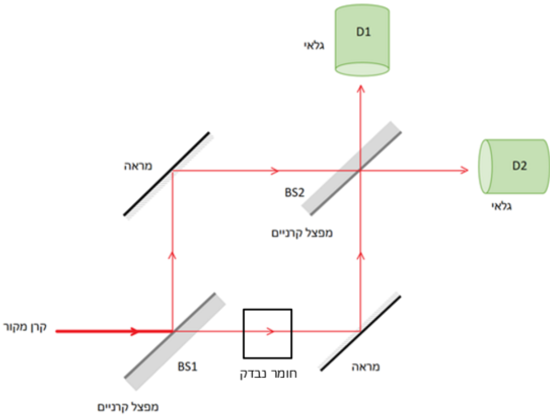 D1
גלאי
מראה
D2
BS2
גלאי
מפצל קרניים
קרן מקור
BS1
חומר נבדק
מראה
מפצל קרניים